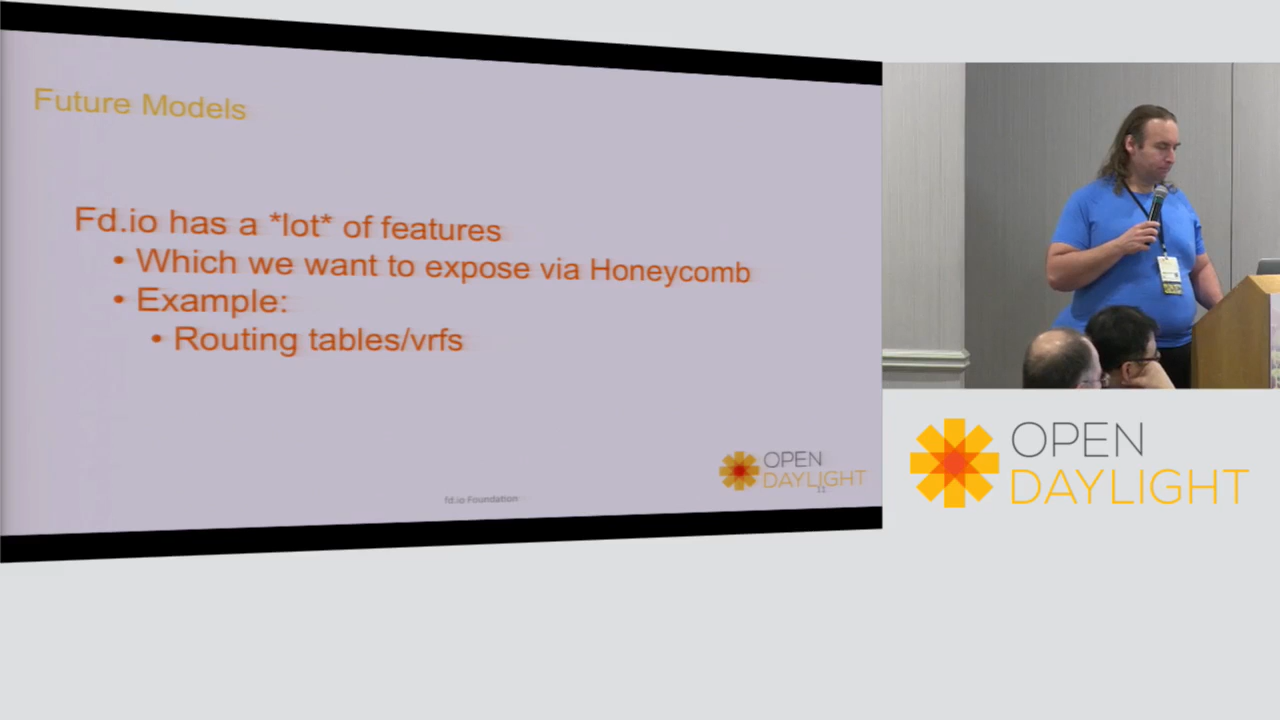 Future Models
Fd.io has a *lot* of features
• Which we want to expose via Honeycomb
• Example:
• Routing tables/vrfs
OPEN
DAYLIGHT
11
fd.io Foundation
OPEN
DAYLIGHT